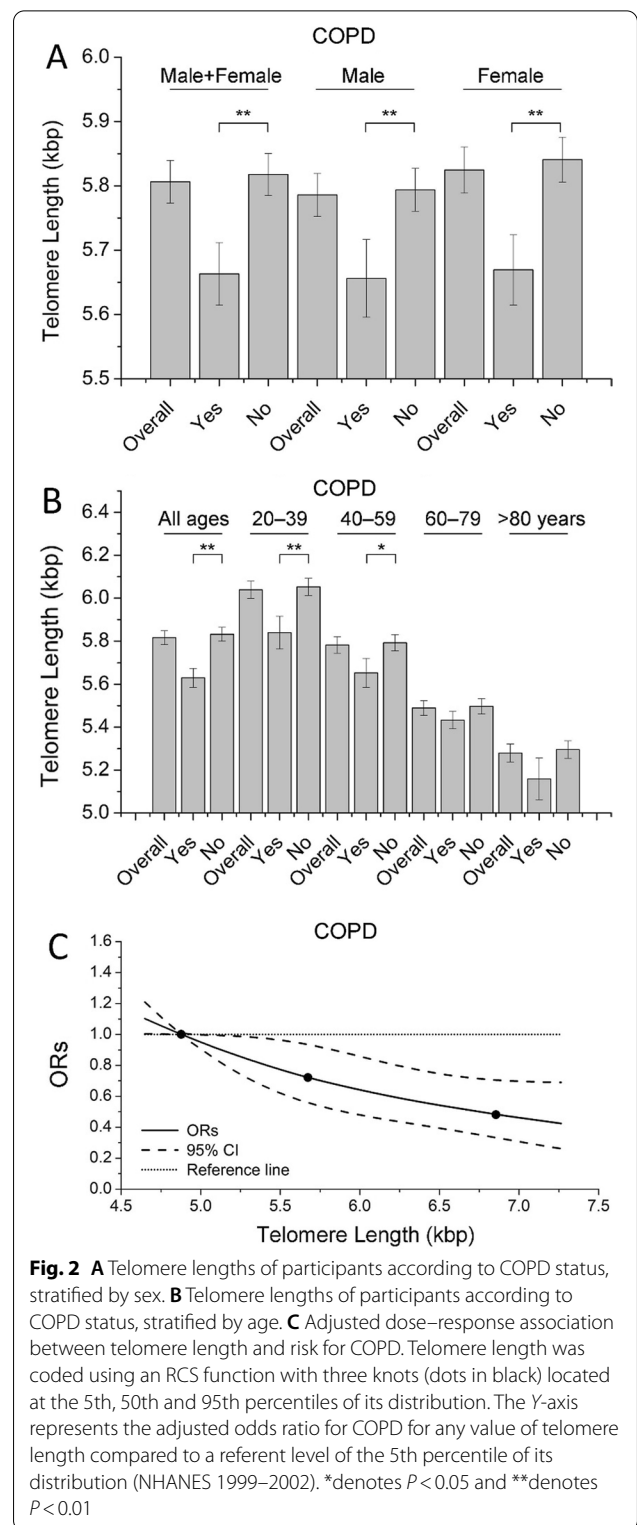 A
COPD
Male+Female Male Female
** ** **
Telomere Length (kbp)
6.0
5.9
5.8
5.7
5.6
5.5
Overall Yes No Overall Yes No Overall Yes No
B
COPD
All ages 20–39 40–59 60–79 >80 years
** ** *
Telomere Length (kbp)
6.4
6.2
6.0
5.8
5.6
5.4
5.2
5.0
Overall Yes No Overall Yes No Overall Yes No Overall Yes No Overall Yes No
C
COPD
ORs
1.6
1.4
1.2
1.0
0.8
0.6
0.4
0.2
0.0
ORs
95% CI
Reference line
4.5 5.0 5.5 6.0 6.5 7.0 7.5
Telomere Length (kbp)
Fig. 2 A Telomere lengths of participants according to COPD status,
stratified by sex. B Telomere lengths of participants according to
COPD status, stratified by age. C Adjusted dose–response association
between telomere length and risk for COPD. Telomere length was
coded using an RCS function with three knots (dots in black) located
at the 5th, 50th and 95th percentiles of its distribution. The Y-axis
represents the adjusted odds ratio for COPD for any value of telomere
length compared to a referent level of the 5th percentile of its
distribution (NHANES 1999–2002). *denotes P < 0.05 and **denotes
P < 0.01